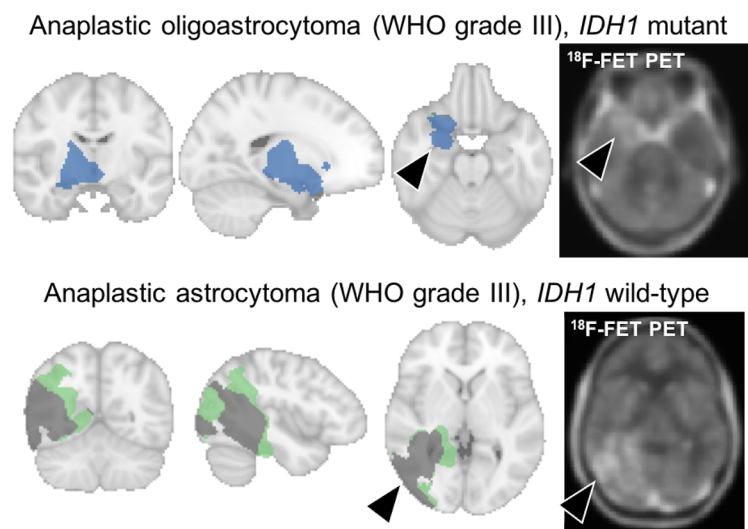 Anaplastic oligoastrocytoma (WHO grade III), IDH1 mutant
¹⁸F-FET PET
Anaplastic astrocytoma (WHO grade III), IDH1 wild-type
¹⁸F-FET PET